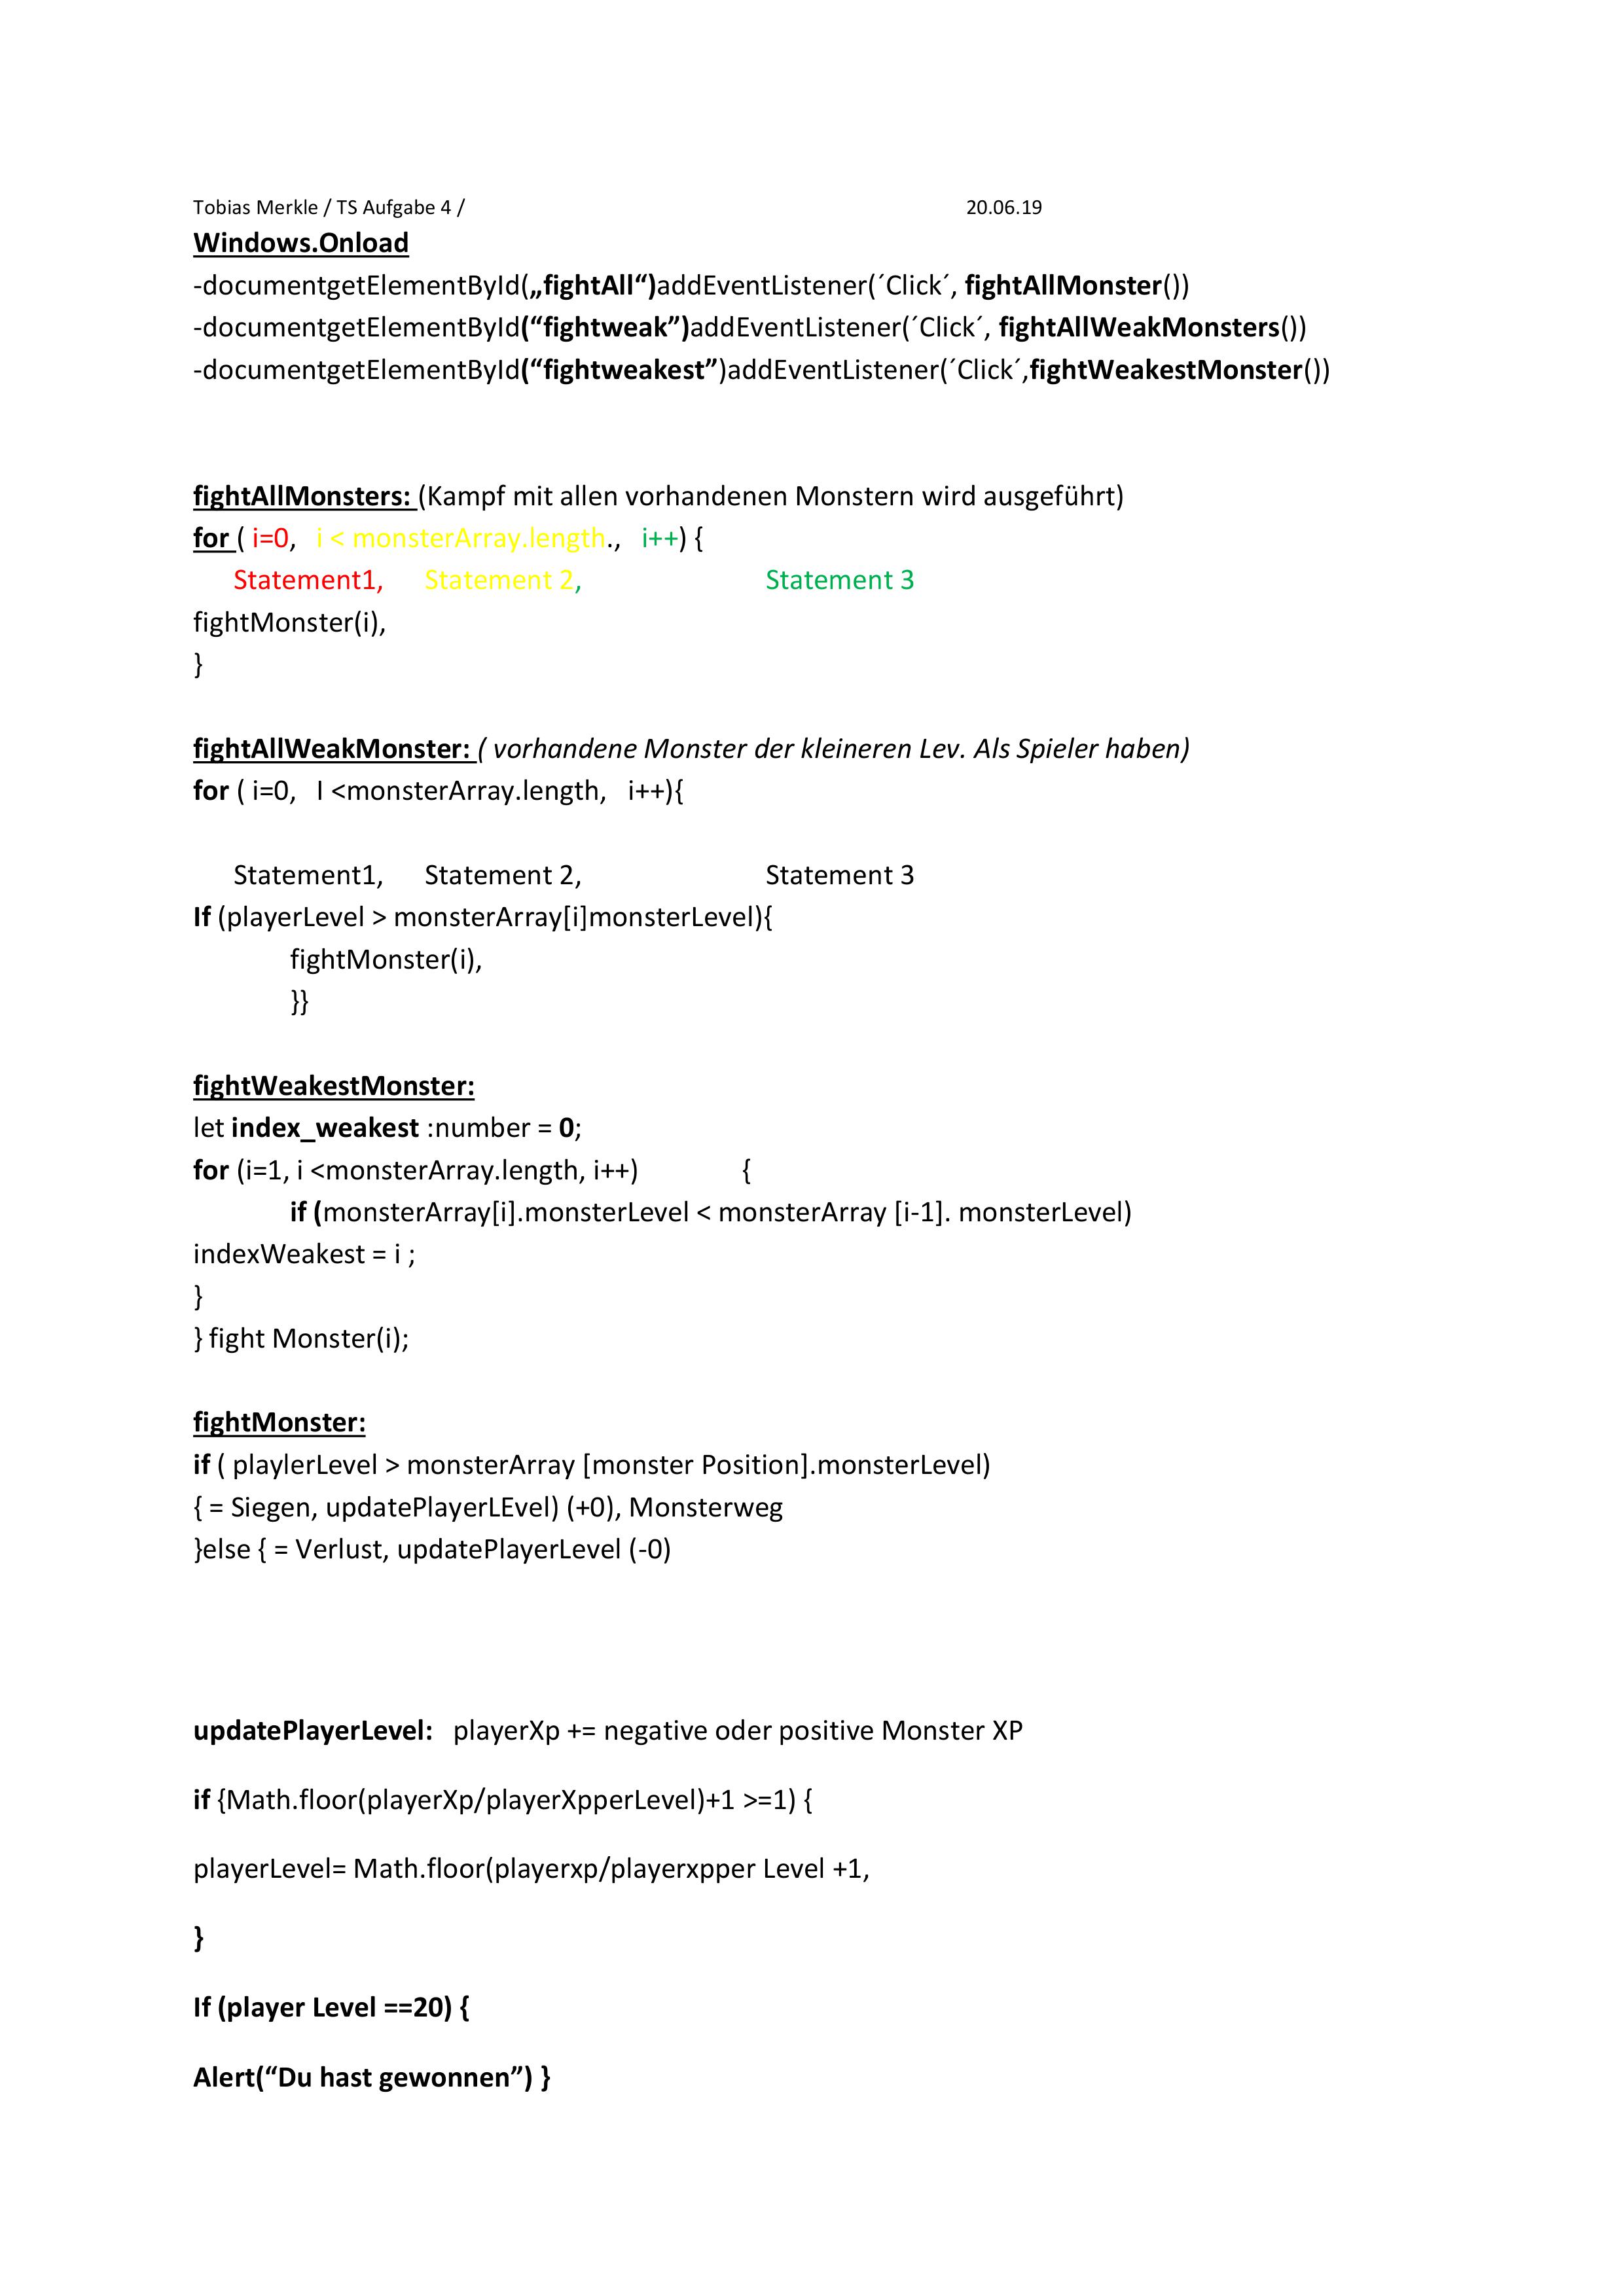 Tobias Merkle / TS Aufgabe 4 / 20.06.19
Windows.Onload
-documentgetElementById(„fightAll“)addEventListener(´Click´, fightAllMonster())
-documentgetElementById(“fightweak”)addEventListener(´Click´, fightAllWeakMonsters())
-documentgetElementById(“fightweakest”)addEventListener(´Click´,fightWeakestMonster())
fightAllMonsters: (Kampf mit allen vorhandenen Monstern wird ausgeführt)
for ( i=0, i < monsterArray.length., i++) {
Statement1, Statement 2, Statement 3
fightMonster(i),
}
fightAllWeakMonster: ( vorhandene Monster der kleineren Lev. Als Spieler haben)
for ( i=0, I <monsterArray.length, i++){
Statement1, Statement 2, Statement 3
If (playerLevel > monsterArray[i]monsterLevel){
fightMonster(i),
}}
fightWeakestMonster:
let index_weakest :number = 0;
for (i=1, i <monsterArray.length, i++) {
if (monsterArray[i].monsterLevel < monsterArray [i-1]. monsterLevel)
indexWeakest = i ;
}
} fight Monster(i);
fightMonster:
if ( playlerLevel > monsterArray [monster Position].monsterLevel)
{ = Siegen, updatePlayerLEvel) (+0), Monsterweg
}else { = Verlust, updatePlayerLevel (-0)
updatePlayerLevel: playerXp += negative oder positive Monster XP
if {Math.floor(playerXp/playerXpperLevel)+1 >=1) {
playerLevel= Math.floor(playerxp/playerxpper Level +1,
}
If (player Level ==20) {
Alert(“Du hast gewonnen”) }